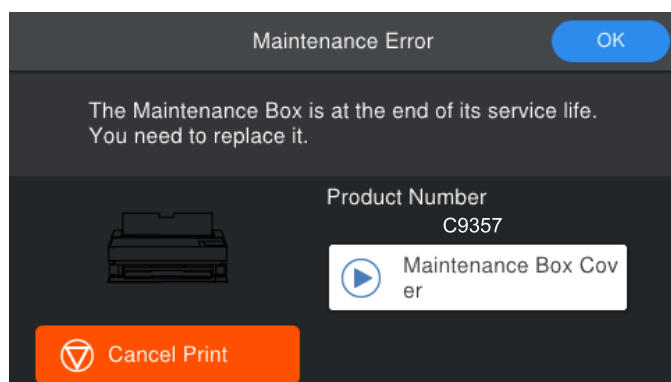 Maintenance Error
OK
The Maintenance Box is at the end of its service life.
You need to replace it.
Product Number
C9357
Maintenance Box Cov
er
Cancel Print